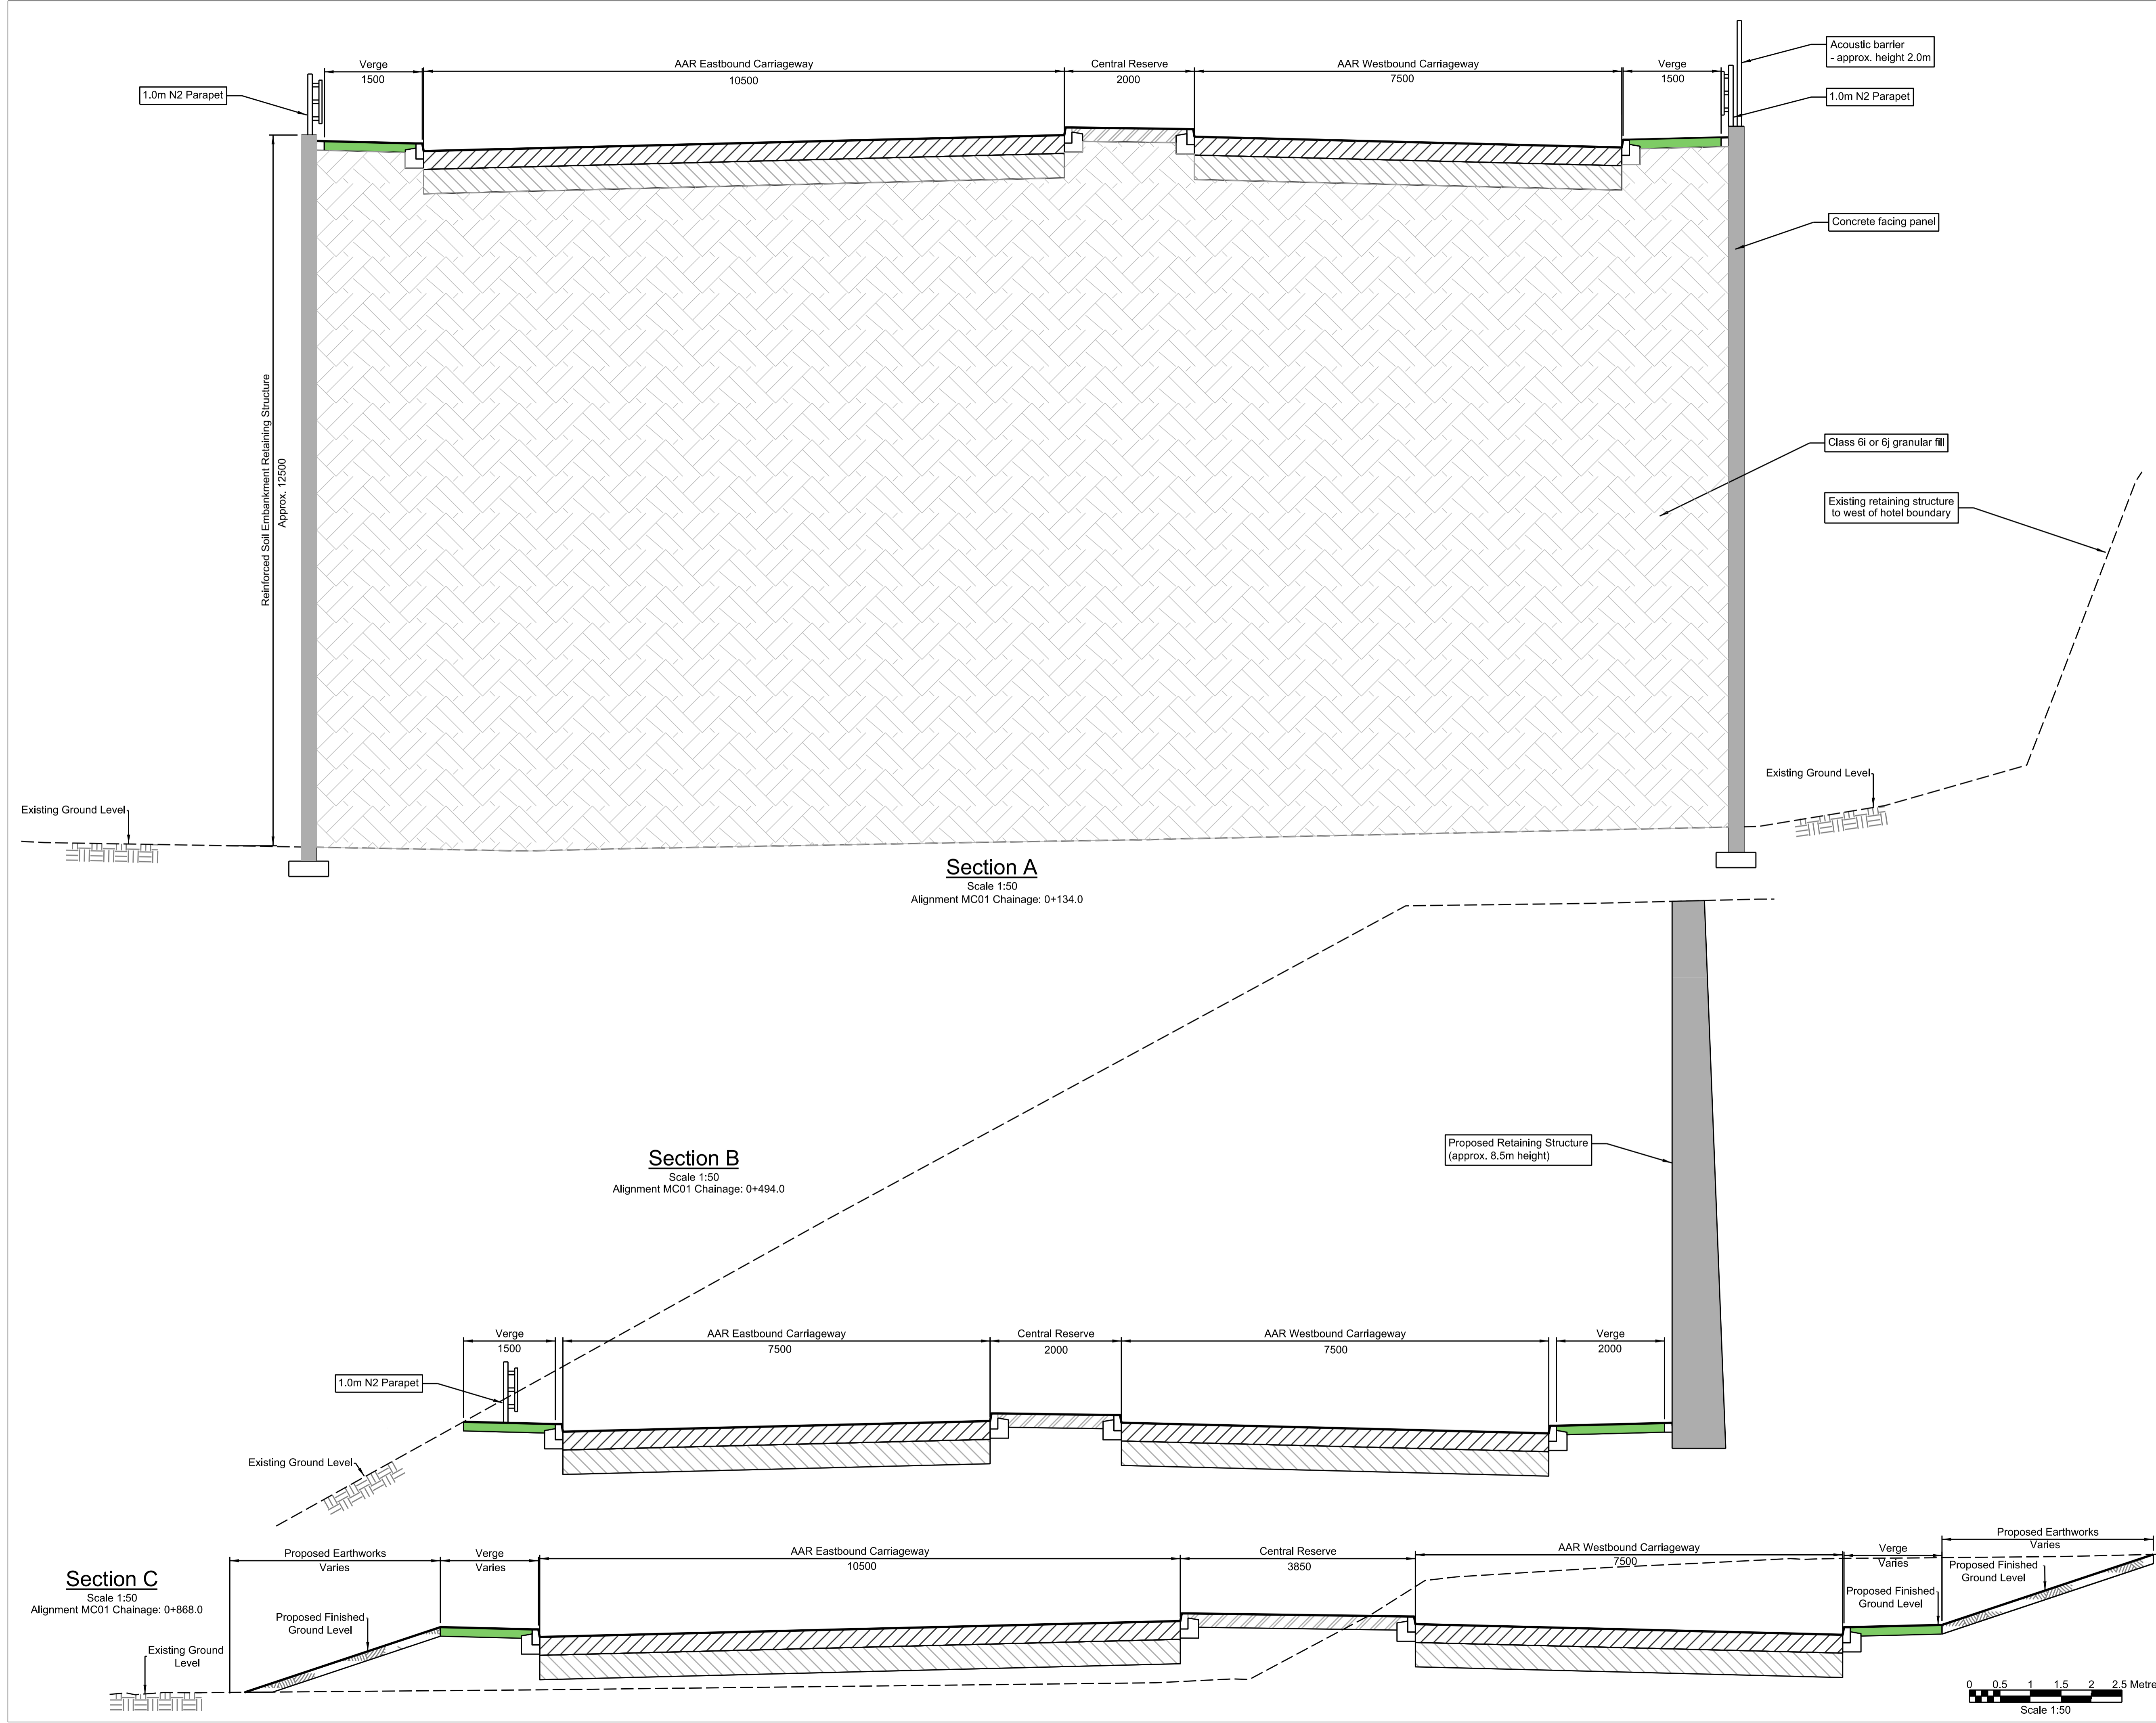 Acoustic barrier
- approx. height 2.0m
Verge
1500
AAR Eastbound Carriageway
10500
Central Reserve
2000
AAR Westbound Carriageway
7500
Verge
1500
1.0m N2 Parapet
1.0m N2 Parapet
Concrete facing panel
Reinforced Soil Embankment Retaining Structure
Approx. 12500
Class 6i or 6j granular fill
Existing retaining structure
to west of hotel boundary
Existing Ground Level
Existing Ground Level
Section A
Scale 1:50
Alignment MC01 Chainage: 0+134.0
Section B
Scale 1:50
Alignment MC01 Chainage: 0+494.0
Proposed Retaining Structure
(approx. 8.5m height)
Verge
1500
AAR Eastbound Carriageway
7500
Central Reserve
2000
AAR Westbound Carriageway
7500
Verge
2000
1.0m N2 Parapet
Existing Ground Level
Section C
Scale 1:50
Alignment MC01 Chainage: 0+868.0
Proposed Earthworks
Varies
Verge
Varies
AAR Eastbound Carriageway
10500
Central Reserve
3850
AAR Westbound Carriageway
7500
Verge
Varies
Proposed Earthworks
Varies
Proposed Finished
Ground Level
Proposed Finished
Ground Level
Proposed Finished
Ground Level
Existing Ground
Level
0 0.5 1 1.5 2 2.5 Metre
Scale 1:50